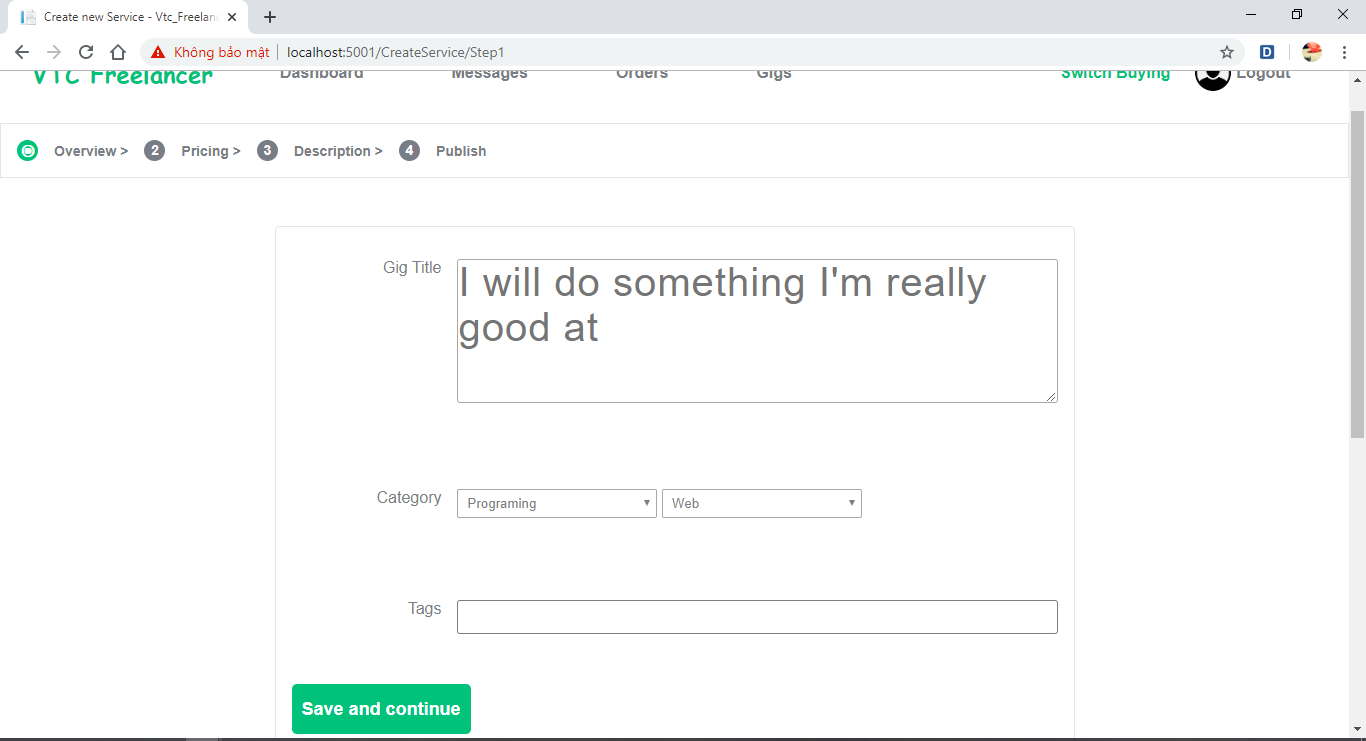 Create new Service - Vtc_Freelan
Không bảo mật localhost:5001/CreateService/Step1
D
VTC Freelancer Dashboard Messages Orders Gigs Switch Buying Logout
Overview > 2 Pricing > 3 Description > 4 Publish
Gig Title
I will do something I'm really
good at
Category Programing Web
Tags
Save and continue